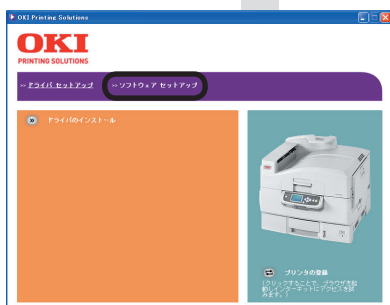 OKI Printing Solutions
OKI
PRINTING SOLUTIONS
>> ドライバ セットアップ >> ソフトウェア セットアップ
ドライバのインストール
プリンタの登録
(クリックすることで、ブラウザを起
動しインターネットにアクセスを試
みます。)